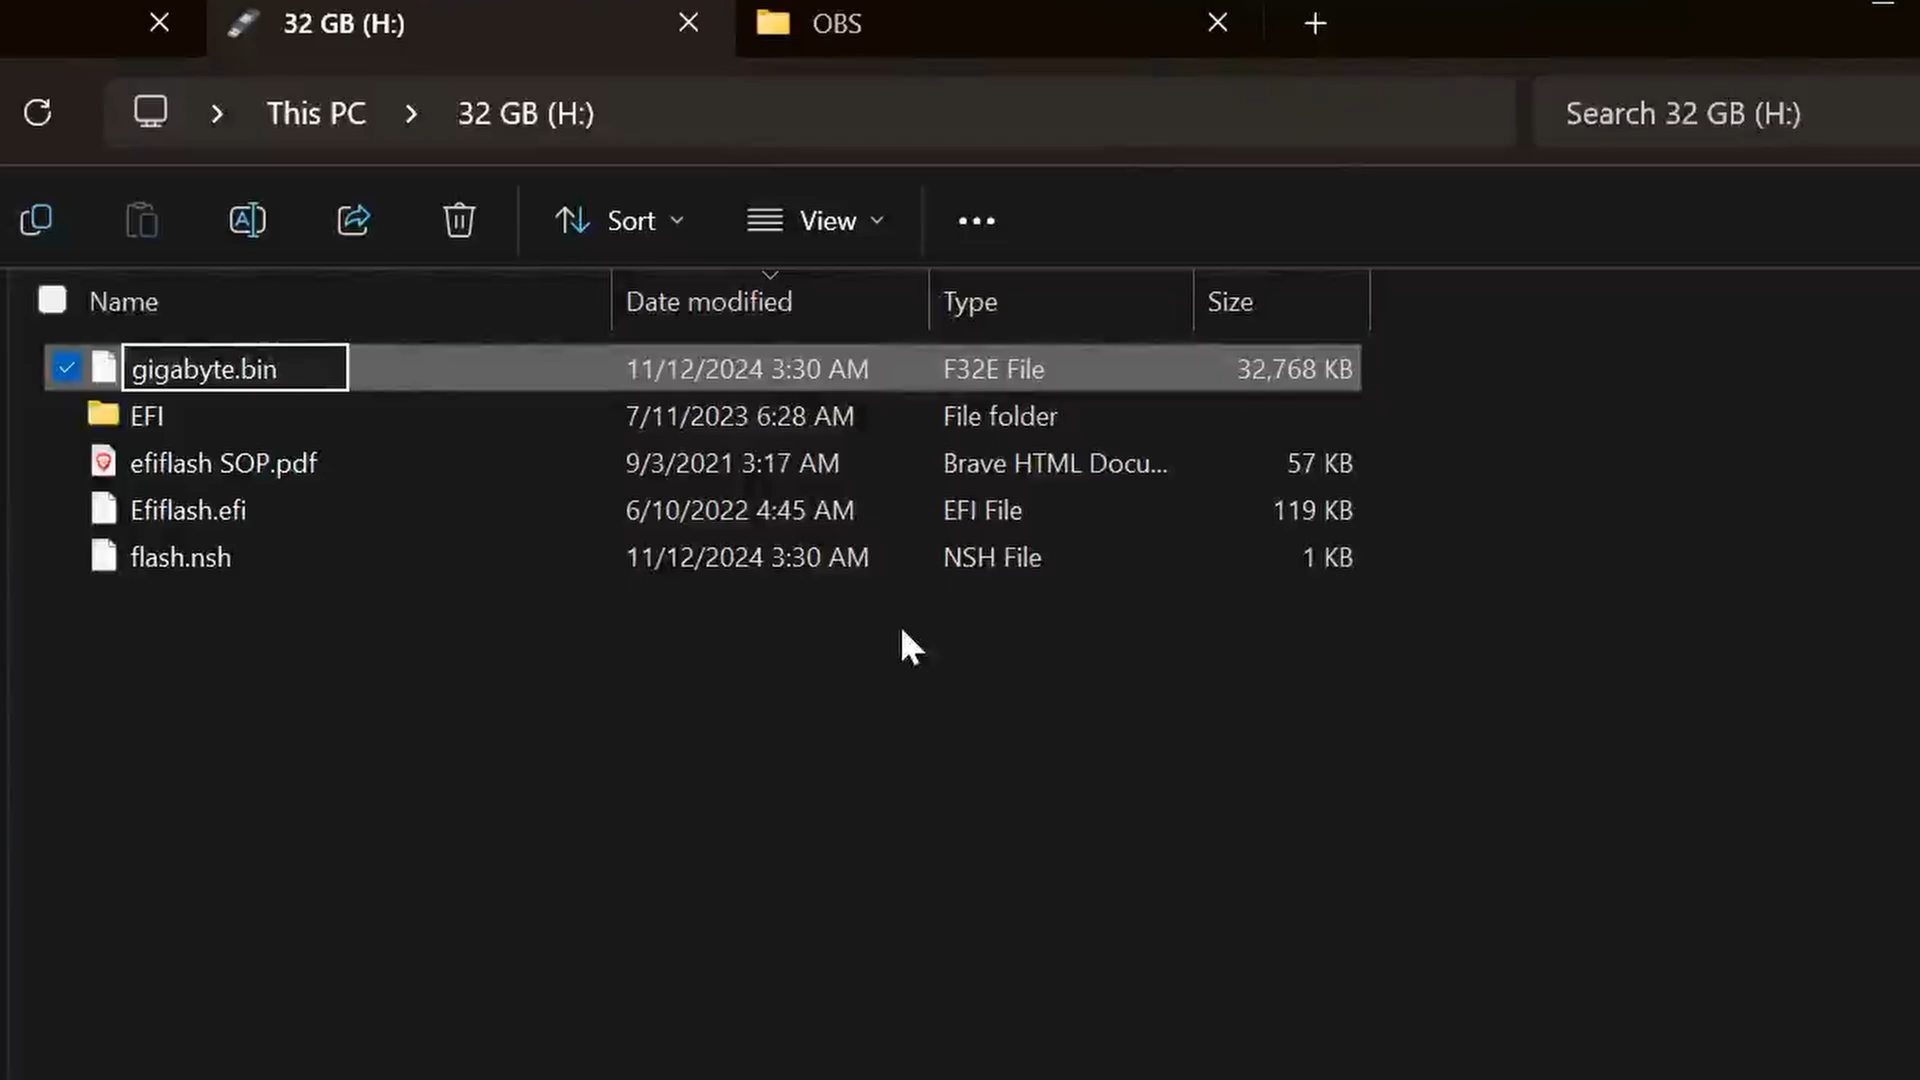 32 GB (H:)
OBS
This PC
32 GB (H:)
Search 32 GB (H:)
Sort
View
Name
Date modified
Type
Size
gigabyte.bin
11/12/2024 3:30 AM
F32E File
32,768 KB
EFI
7/11/2023 6:28 AM
File folder
efiflash SOP.pdf
9/3/2021 3:17 AM
Brave HTML Docu...
57 KB
Efiflash.efi
6/10/2022 4:45 AM
EFI File
119 KB
flash.nsh
11/12/2024 3:30 AM
NSH File
1 KB